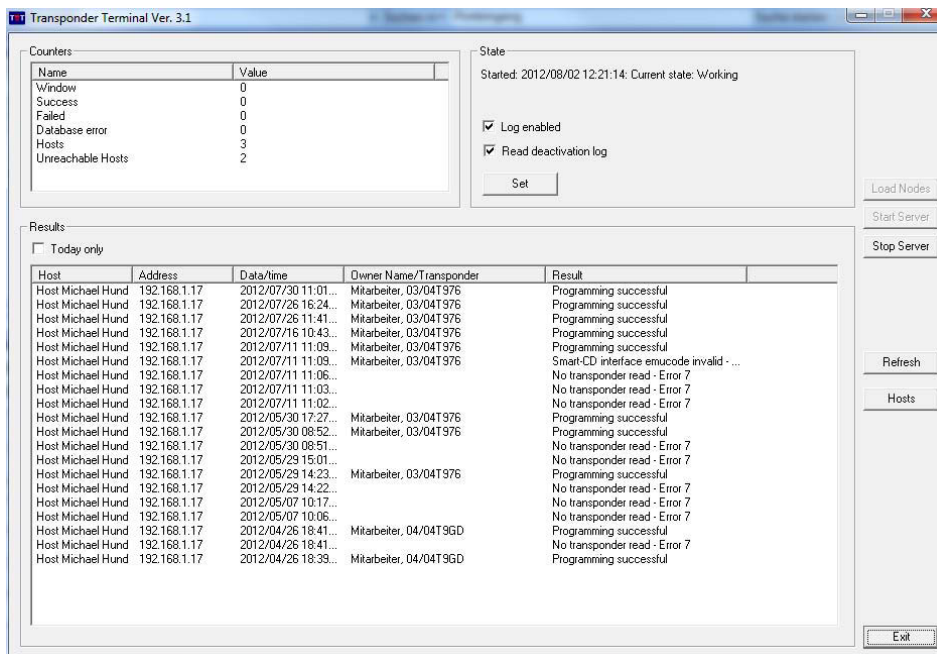 TST Transponder Terminal Ver. 3.1
Counters
Name Value
Window 0
Success 0
Failed 0
Database error 0
Hosts 3
Unreachable Hosts 2
State
Started: 2012/08/02 12:21:14: Current state: Working
Log enabled
Read deactivation log
Set
Load Nodes
Start Server
Stop Server
Results
Today only
Host Address Data/time Owner Name/Transponder Result
Host Michael Hund 192.168.1.17 2012/07/30 11:01... Mitarbeiter, 03/04T976 Programming successful
Host Michael Hund 192.168.1.17 2012/07/26 16:24... Mitarbeiter, 03/04T976 Programming successful
Host Michael Hund 192.168.1.17 2012/07/26 11:41... Mitarbeiter, 03/04T976 Programming successful
Host Michael Hund 192.168.1.17 2012/07/16 10:43... Mitarbeiter, 03/04T976 Programming successful
Host Michael Hund 192.168.1.17 2012/07/11 11:09... Mitarbeiter, 03/04T976 Programming successful
Host Michael Hund 192.168.1.17 2012/07/11 11:09... Mitarbeiter, 03/04T976 Smart-CD interface emucode invalid - ...
Host Michael Hund 192.168.1.17 2012/07/11 11:06... No transponder read - Error 7
Host Michael Hund 192.168.1.17 2012/07/11 11:03... No transponder read - Error 7
Host Michael Hund 192.168.1.17 2012/07/11 11:02... No transponder read - Error 7
Host Michael Hund 192.168.1.17 2012/05/30 17:27... Mitarbeiter, 03/04T976 Programming successful
Host Michael Hund 192.168.1.17 2012/05/30 08:52... Mitarbeiter, 03/04T976 Programming successful
Host Michael Hund 192.168.1.17 2012/05/30 08:51... No transponder read - Error 7
Host Michael Hund 192.168.1.17 2012/05/29 15:01... No transponder read - Error 7
Host Michael Hund 192.168.1.17 2012/05/29 14:23... Mitarbeiter, 03/04T976 Programming successful
Host Michael Hund 192.168.1.17 2012/05/29 14:22... No transponder read - Error 7
Host Michael Hund 192.168.1.17 2012/05/07 10:17... No transponder read - Error 7
Host Michael Hund 192.168.1.17 2012/05/07 10:06... No transponder read - Error 7
Host Michael Hund 192.168.1.17 2012/04/26 18:41... Mitarbeiter, 04/04T9GD Programming successful
Host Michael Hund 192.168.1.17 2012/04/26 18:41... No transponder read - Error 7
Host Michael Hund 192.168.1.17 2012/04/26 18:39... Mitarbeiter, 04/04T9GD Programming successful
Refresh
Hosts
Exit